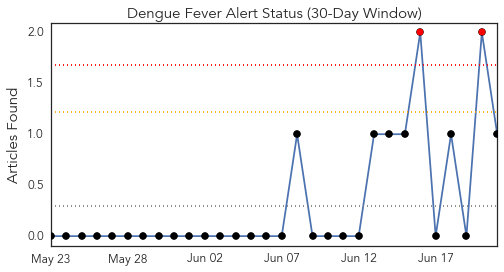 Dengue Fever Alert Status (30-Day Window)
Articles Found
2.0
1.5
1.0
0.5
0.0
May 23
May 28
Jun 02
Jun 07
Jun 12
Jun 17